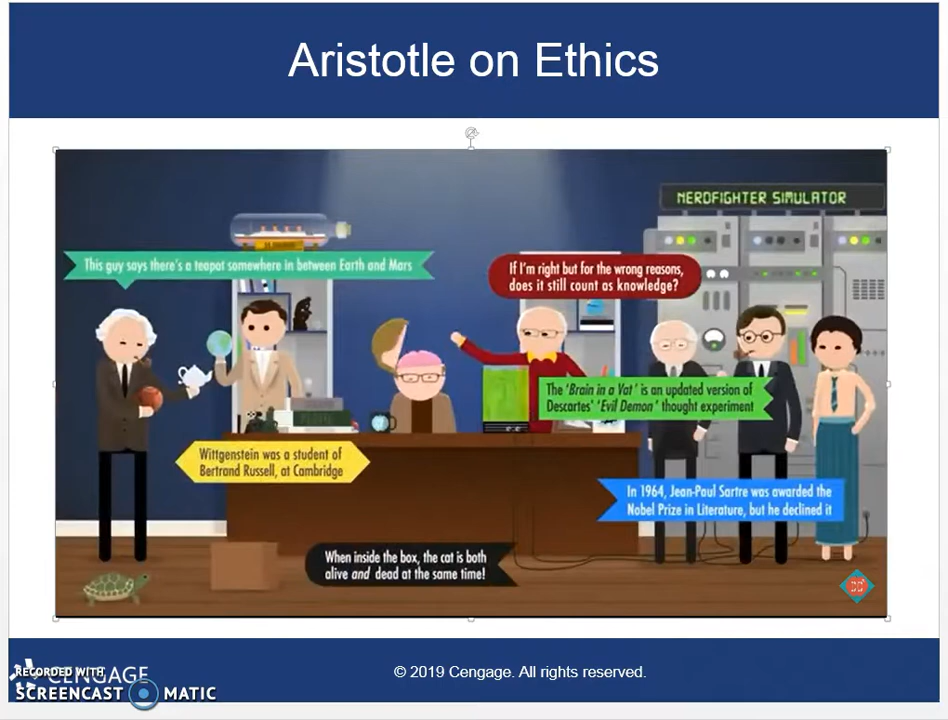 Aristotle on Ethics
NERDFIGHTER SIMULATOR
This guy says there's a teapot somewhere in between Earth and Mars
If I'm right but for the wrong reasons,
does it still count as knowledge?
The 'Brain in a Vat' is an updated version of
Descartes' 'Evil Demon' thought experiment
Wittgenstein was a student of
Bertrand Russell, at Cambridge
In 1964, Jean-Paul Sartre was awarded the
Nobel Prize in Literature, but he declined it
When inside the box, the cat is both
alive and dead at the same time!
© 2019 Cengage. All rights reserved.
CENGAGE
RECORDED WITH
SCREENCAST MATIC